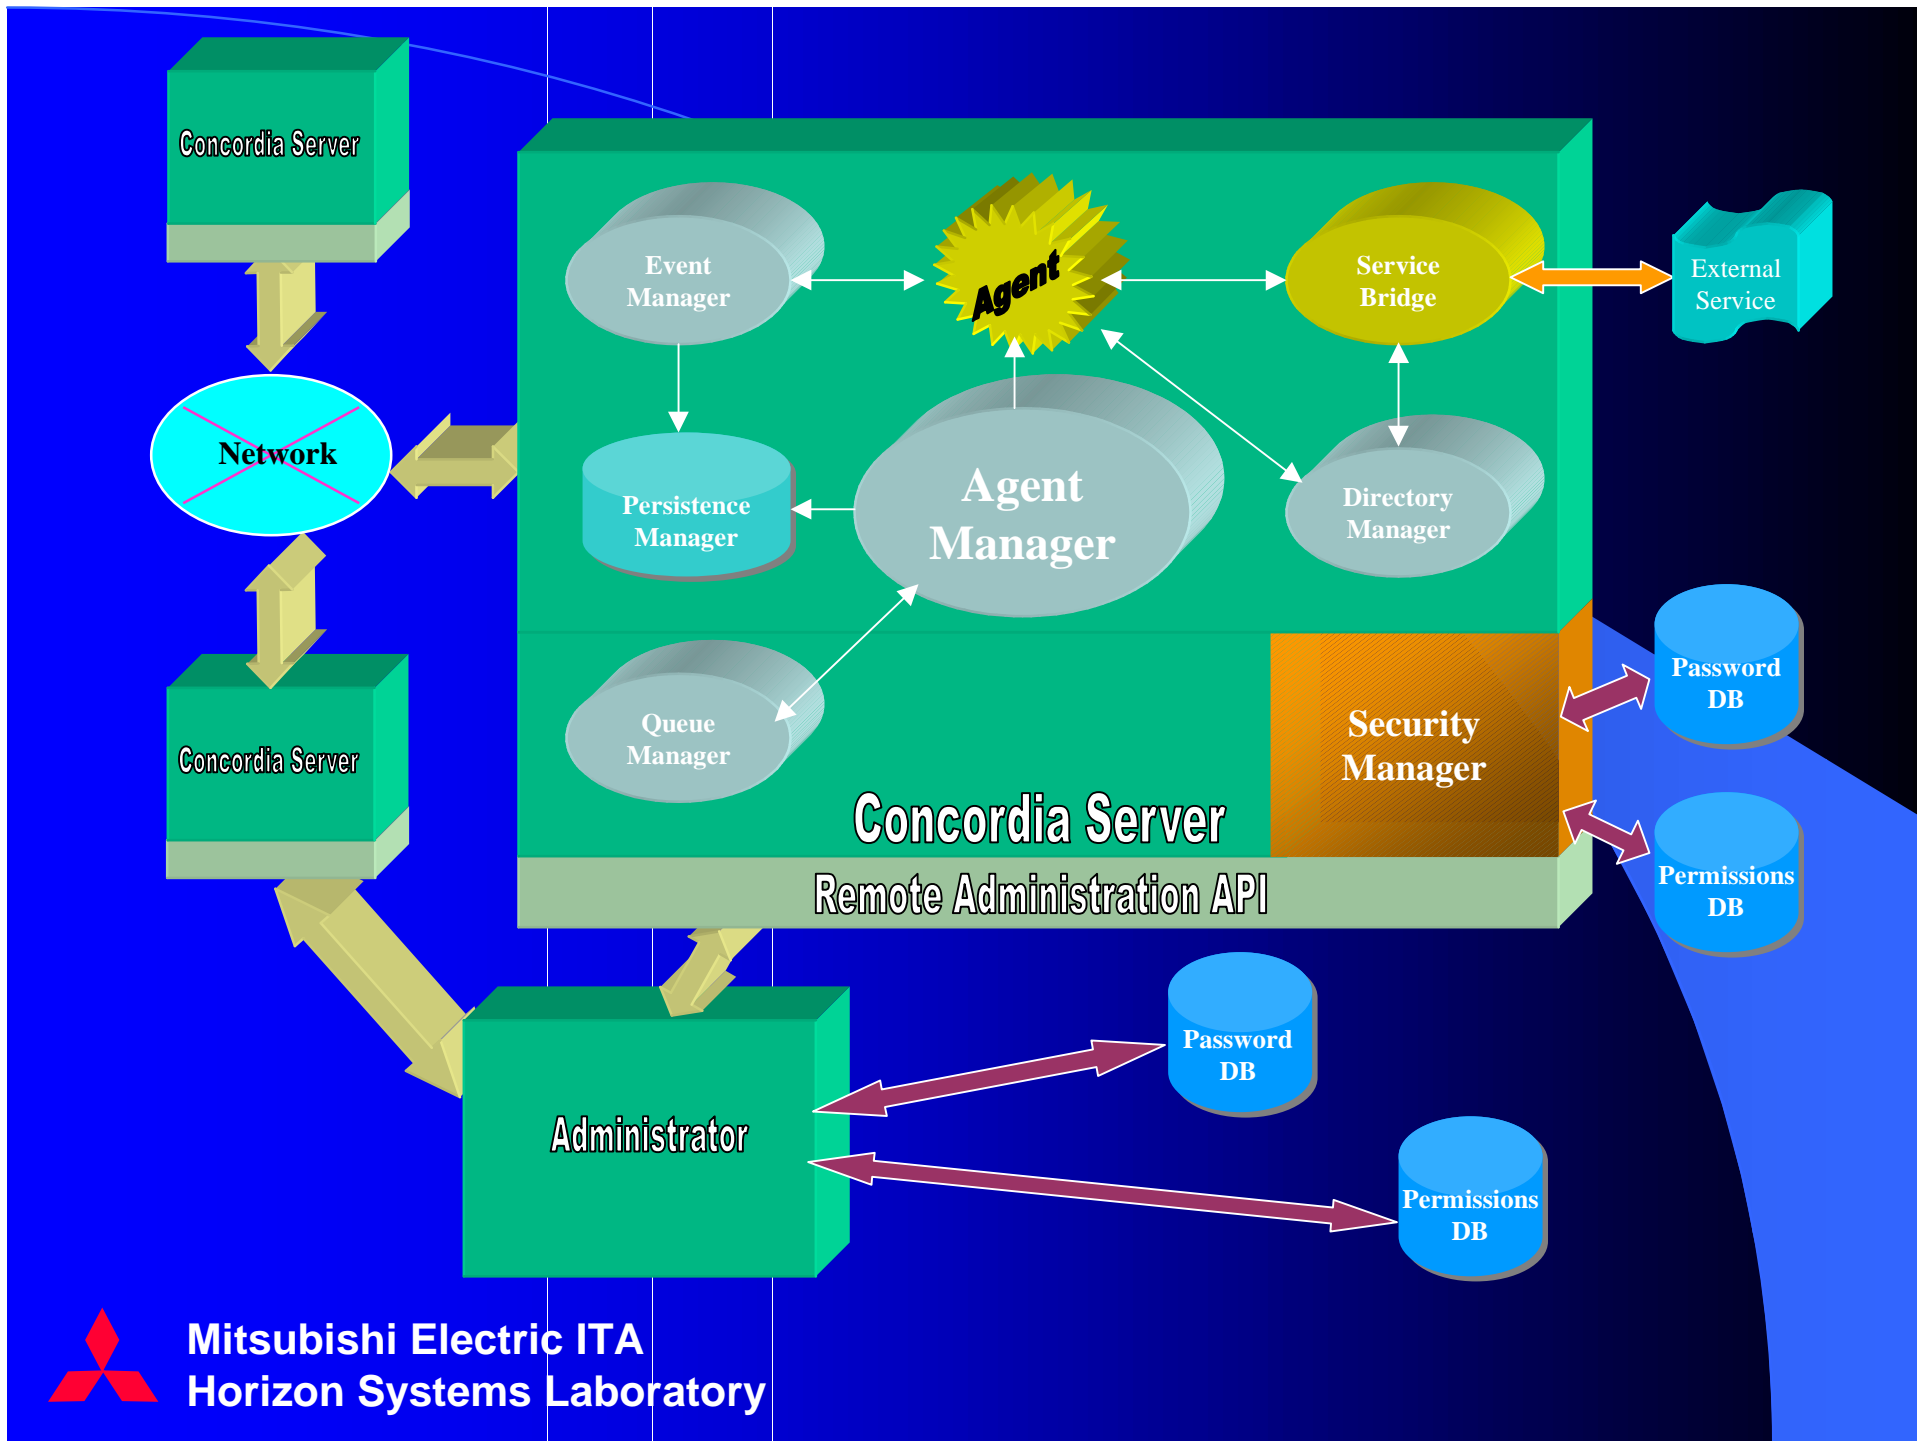 Concordia Server
Event
Manager
Agent
Service
Bridge
External
Service
Network
Persistence
Manager
Agent
Manager
Directory
Manager
Concordia Server
Queue
Manager
Security
Manager
Password
DB
Permissions
DB
Concordia Server
Remote Administration API
Password
DB
Administrator
Permissions
DB
Mitsubishi Electric ITA
Horizon Systems Laboratory